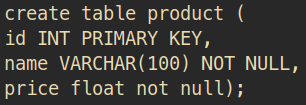 create table product (
id INT PRIMARY KEY,
name VARCHAR(100) NOT NULL,
price float not null);